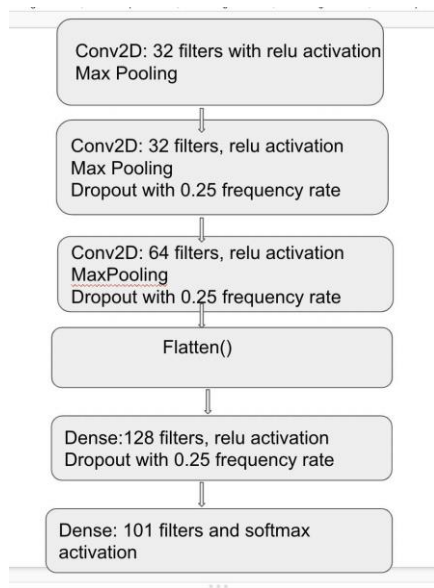 Conv2D: 32 filters with relu activation
Max Pooling
Conv2D: 32 filters, relu activation
Max Pooling
Dropout with 0.25 frequency rate
Conv2D: 64 filters, relu activation
MaxPooling
Dropout with 0.25 frequency rate
Flatten()
Dense:128 filters, relu activation
Dropout with 0.25 frequency rate
Dense: 101 filters and softmax
activation